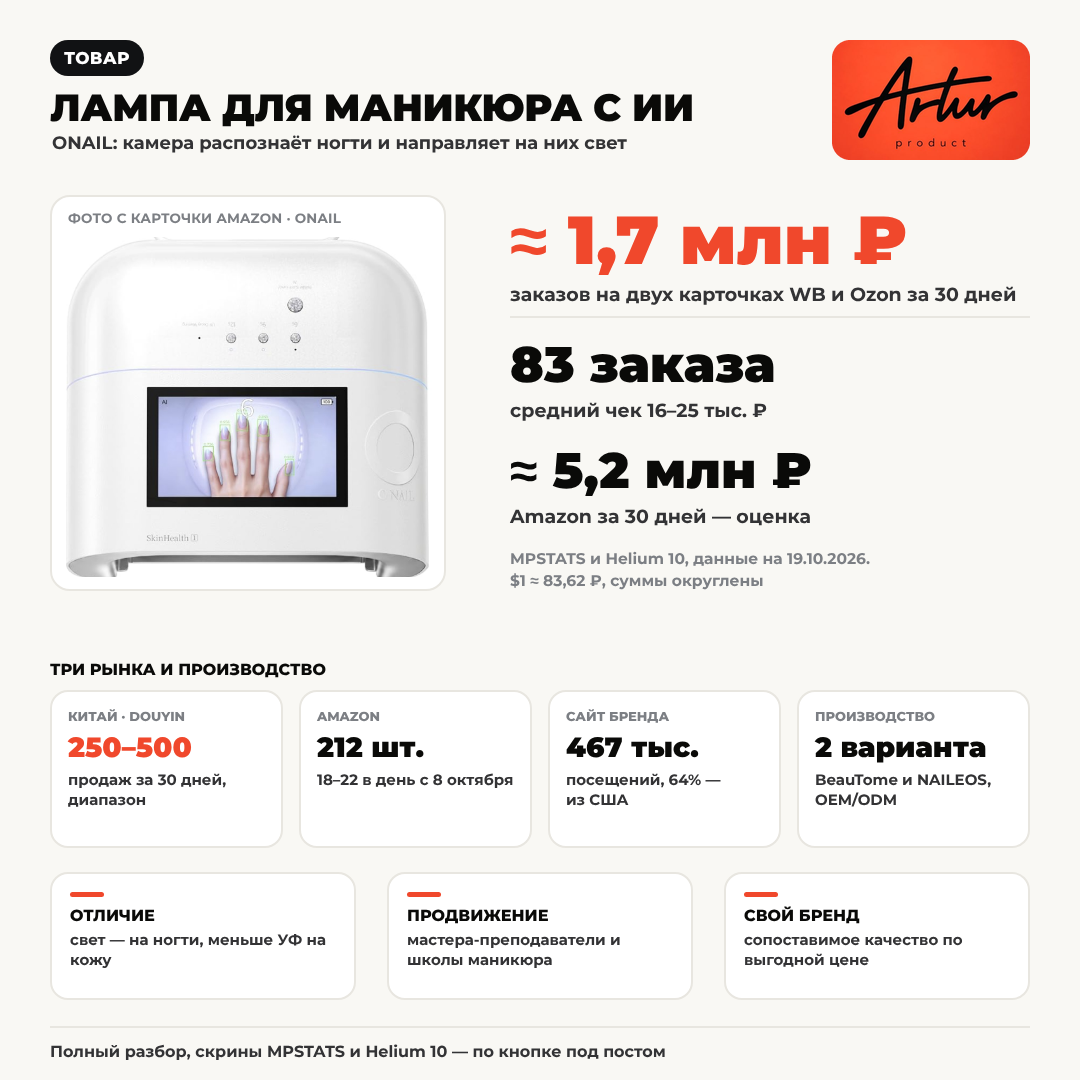 ТОВАР
ЛАМПА ДЛЯ МАНИКЮРА С ИИ
ONAIL: камера распознаёт ногти и направляет на них свет
Artur
product
ФОТО С КАРТОЧКИ AMAZON · ONAIL
AI
SkinHealth
≈ 1,7 млн ₽
заказов на двух карточках WB и Ozon за 30 дней
83 заказа
средний чек 16–25 тыс. ₽
≈ 5,2 млн ₽
Amazon за 30 дней — оценка
MPSTATS и Helium 10, данные на 19.10.2026.
$1 ≈ 83,62 ₽, суммы округлены
ТРИ РЫНКА И ПРОИЗВОДСТВО
КИТАЙ · DOUYIN
250–500
продаж за 30 дней,
диапазон
AMAZON
212 шт.
18–22 в день с 8 октября
САЙТ БРЕНДА
467 тыс.
посещений, 64% —
из США
ПРОИЗВОДСТВО
2 варианта
BeauTome и NAILEOS,
OEM/ODM
ОТЛИЧИЕ
свет — на ногти, меньше УФ на
кожу
ПРОДВИЖЕНИЕ
мастера-преподаватели и
школы маникюра
СВОЙ БРЕНД
сопоставимое качество по
выгодной цене
Полный разбор, скрины MPSTATS и Helium 10 — по кнопке под постом